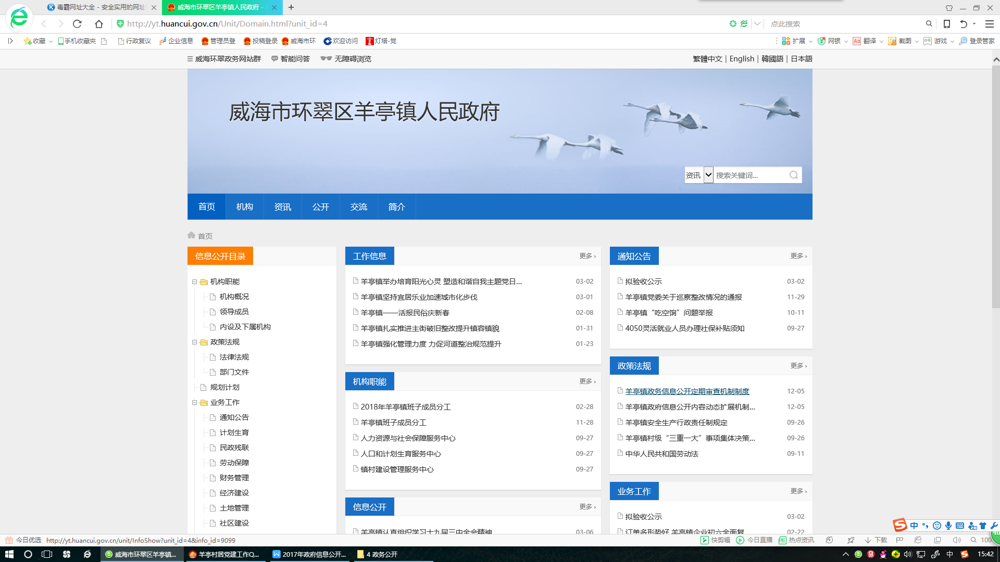 毒霸网址大全 - 安全实用的网址
威海市环翠区羊亭镇人民政府 -
http://yt.huancui.gov.cn/Unit/Domain.html?unit_id=4
点此搜索
收藏 手机收藏夹 行政复议 企业信息 管理员登 投稿登录 威海市环 欢迎访问 灯塔-党
扩展 网银 翻译 截图 游戏 登录管家
威海环翠政务网站群 智能问答 无障碍浏览
繁體中文 | English | 韓國語 | 日本語
威海市环翠区羊亭镇人民政府
资讯 搜索关键词...
首页 机构 资讯 公开 交流 简介
首页
信息公开目录
机构职能
机构概况
领导成员
内设及下属机构
政策法规
法律法规
部门文件
规划计划
业务工作
通知公告
计划生育
民政残联
劳动保障
财务管理
经济建设
土地管理
社区建设
工作信息 更多 ›
羊亭镇举办培育阳光心灵 塑造和谐自我主题党日... 03-02
羊亭镇坚持宜居乐业加速城市化步伐 03-01
羊亭镇——活报民俗庆新春 02-08
羊亭镇扎实推进主街破旧整改提升镇容镇貌 01-31
羊亭镇强化管理力度 力促河道整治规范提升 01-23
机构职能 更多 ›
2018年羊亭镇班子成员分工 02-28
羊亭镇班子成员分工 11-28
人力资源与社会保障服务中心 09-27
人口和计划生育服务中心 09-27
镇村建设管理服务中心 09-27
信息公开 更多 ›
羊亭镇认真组织学习十九届三中全会精神 03-06
通知公告 更多 ›
拟验收公示 03-02
羊亭镇党委关于巡察整改情况的通报 11-29
羊亭镇“吃空饷”问题举报 10-11
4050灵活就业人员办理社保补贴须知 09-27
政策法规 更多 ›
羊亭镇政务信息公开定期审查机制制度 12-05
羊亭镇政府信息公开内容动态扩展机制... 12-05
羊亭镇安全生产行政责任制规定 09-26
羊亭镇村级“三重一大”事项集体决策... 09-26
中华人民共和国劳动法 09-11
业务工作 更多 ›
拟验收公示 03-02
订单多形势好 羊亭镇企业初六全面复 02-22
中
今日优选 http://yt.huancui.gov.cn/unit/InfoShow?unit_id=4&info_id=9099
快剪辑 今日直播 热点资讯 下载 100
威海市环翠区羊亭镇... 羊亭村居党建工作Q... 2017年政府信息公开... 4 政务公开
中 15:42